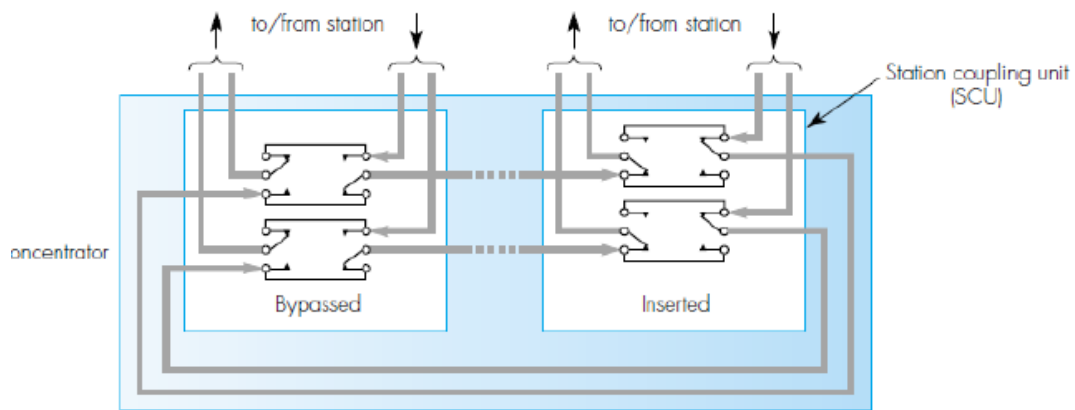 to/from station
to/from station
Station coupling unit
(SCU)
oncentrator
Bypassed
Inserted